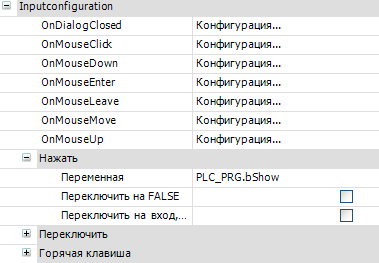 Inputconfiguration
OnDialogClosed Конфигурация...
OnMouseClick Конфигурация...
OnMouseDown Конфигурация...
OnMouseEnter Конфигурация...
OnMouseLeave Конфигурация...
OnMouseMove Конфигурация...
OnMouseUp Конфигурация...
Нажать
Переменная PLC_PRG.bShow
Переключить на FALSE
Переключить на вход,...
Переключить
Горячая клавиша